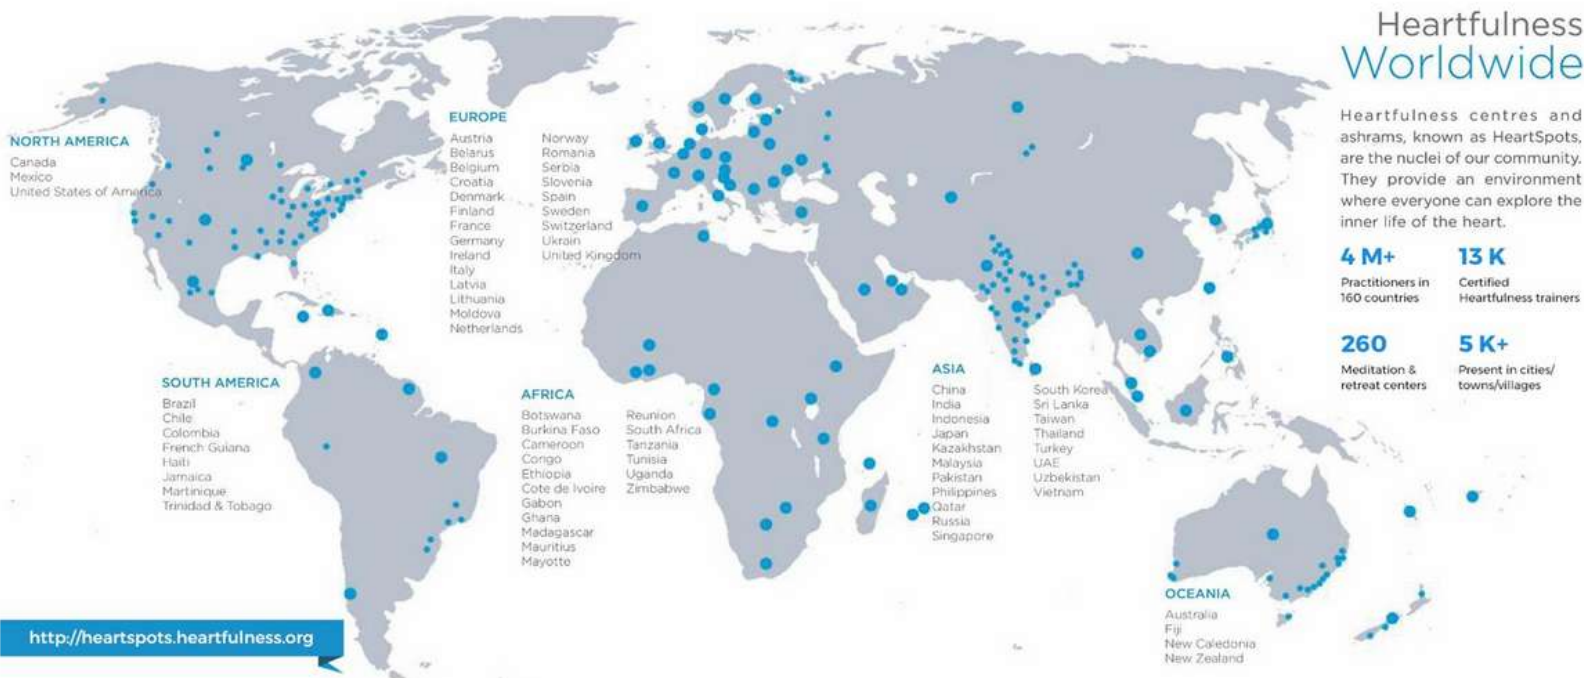 Heartfulness
Worldwide
Heartfulness centres and
ashrams, known as HeartSpots,
are the nuclei of our community.
They provide an environment
where everyone can explore the
inner life of the heart.
4 M+
Practitioners in
160 countries
13 K
Certified
Heartfulness trainers
260
Meditation &
retreat centers
5 K+
Present in cities/
towns/villages
NORTH AMERICA
Canada
Mexico
United States of America
EUROPE
Austria
Belarus
Belgium
Croatia
Denmark
Finland
France
Germany
Ireland
Italy
Latvia
Lithuania
Moldova
Netherlands
Norway
Romania
Serbia
Slovenia
Spain
Sweden
Switzerland
Ukrain
United Kingdom
SOUTH AMERICA
Brazil
Chile
Colombia
French Guiana
Haiti
Jamaica
Martinique
Trinidad & Tobago
AFRICA
Botswana
Burkina Faso
Cameroon
Congo
Ethiopia
Cote de Ivoire
Gabon
Ghana
Madagascar
Mauritius
Mayotte
Reunion
South Africa
Tanzania
Tunisia
Uganda
Zimbabwe
ASIA
China
India
Indonesia
Japan
Kazakhstan
Malaysia
Pakistan
Philippines
Qatar
Russia
Singapore
South Korea
Sri Lanka
Taiwan
Thailand
Turkey
UAE
Uzbekistan
Vietnam
OCEANIA
Australia
Fiji
New Caledonia
New Zealand
http://heartspots.heartfulness.org